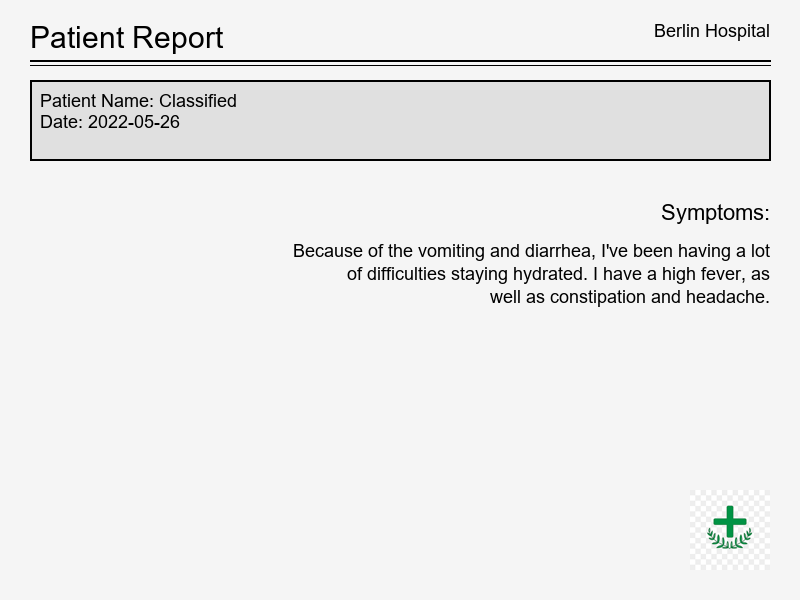 Patient Report
Berlin Hospital
Patient Name: Classified
Date: 2022-05-26
Symptoms:
Because of the vomiting and diarrhea, I've been having a lot
of difficulties staying hydrated. I have a high fever, as
well as constipation and headache.